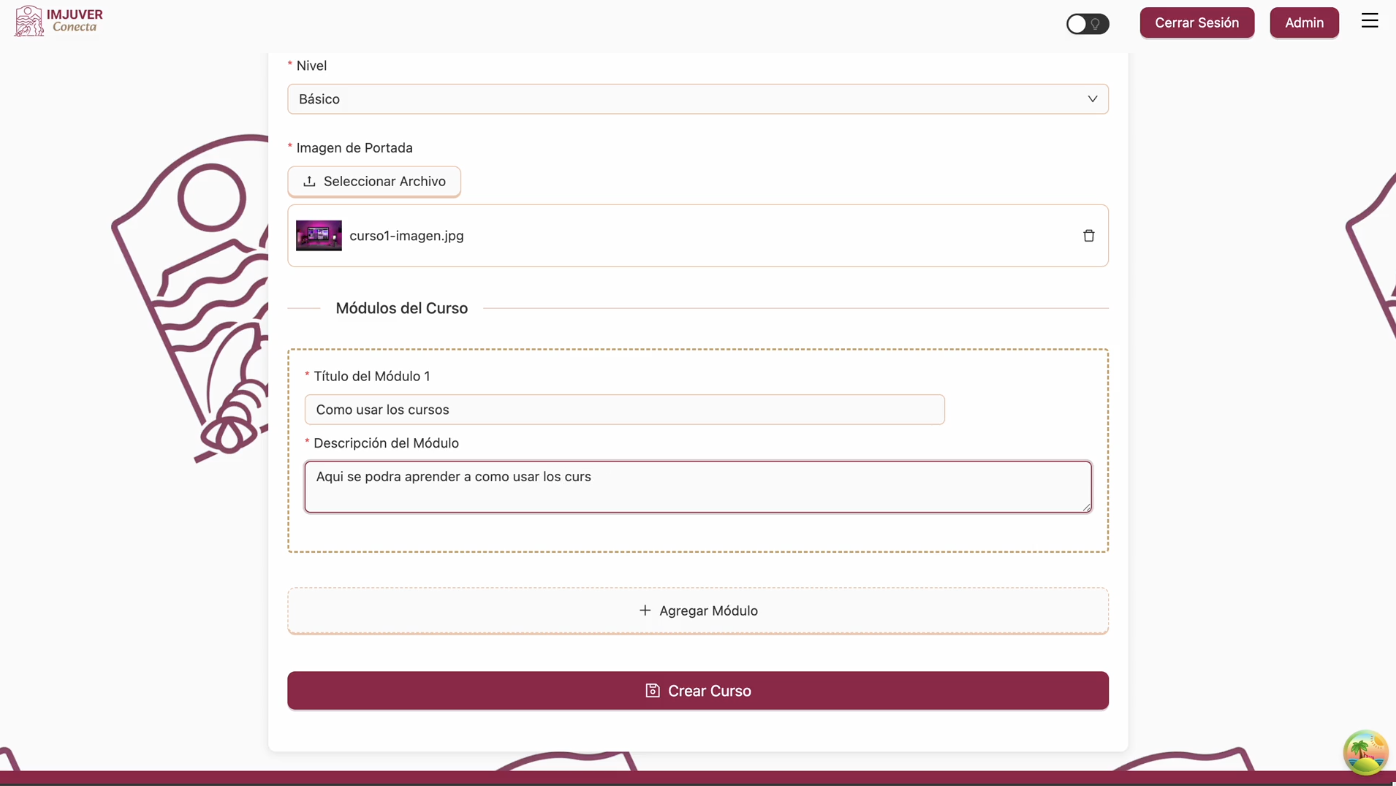 IMJUVER
Conecta
Cerrar Sesión
Admin
* Nivel
Básico
* Imagen de Portada
Seleccionar Archivo
curso1-imagen.jpg
Módulos del Curso
* Título del Módulo 1
Como usar los cursos
* Descripción del Módulo
Aqui se podra aprender a como usar los curs
+ Agregar Módulo
Crear Curso